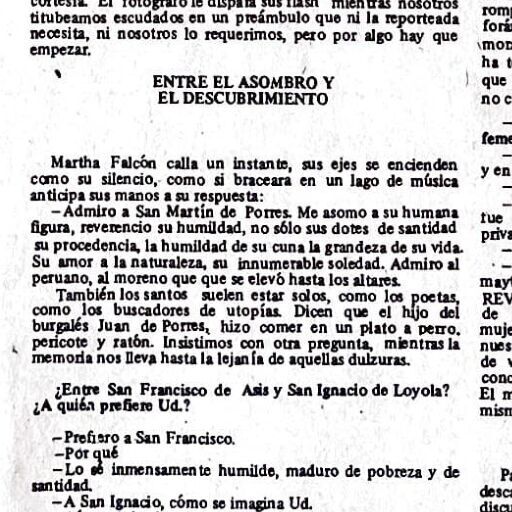 cortesía. El fotógrafo le dispara sus flash mientras nosotros
titubeamos escudados en un preámbulo que ni la reporteada
necesita, ni nosotros lo requerimos, pero por algo hay que
empezar.
ENTRE EL ASOMBRO Y
EL DESCUBRIMIENTO
Martha Falcón calla un instante, sus ejes se encienden
como su silencio, como si braceara en un lago de música
anticipa sus manos a su respuesta:
—Admiro a San Martín de Porres. Me asomo a su humana
figura, reverencio su humildad, no sólo sus dotes de santidad
su procedencia, la humildad de su cuna la grandeza de su vida.
Su amor a la naturaleza, su innumerable soledad. Admiro al
peruano, al moreno que que se elevó hasta los altares.
También los santos suelen estar solos, como los poetas,
como los buscadores de utopías. Dicen que el hijo del
burgalés Juan de Porres, hizo comer en un plato a perro,
pericote y ratón. Insistimos con otra pregunta, mientras la
memoria nos lleva hasta la lejanía de aquellas dulzuras.
¿Entre San Francisco de Asis y San Ignacio de Loyola?
¿A quién prefiere Ud.?
—Prefiero a San Francisco.
—Por qué
—Lo sé inmensamente humilde, maduro de pobreza y de
santidad.
—A San Ignacio, cómo se imagina Ud.
ha t
que
no c
feme
y en
tue
priva
mayt
REV
de
muje
nues
de v
conc
El m
mism
Pa
desca
discu